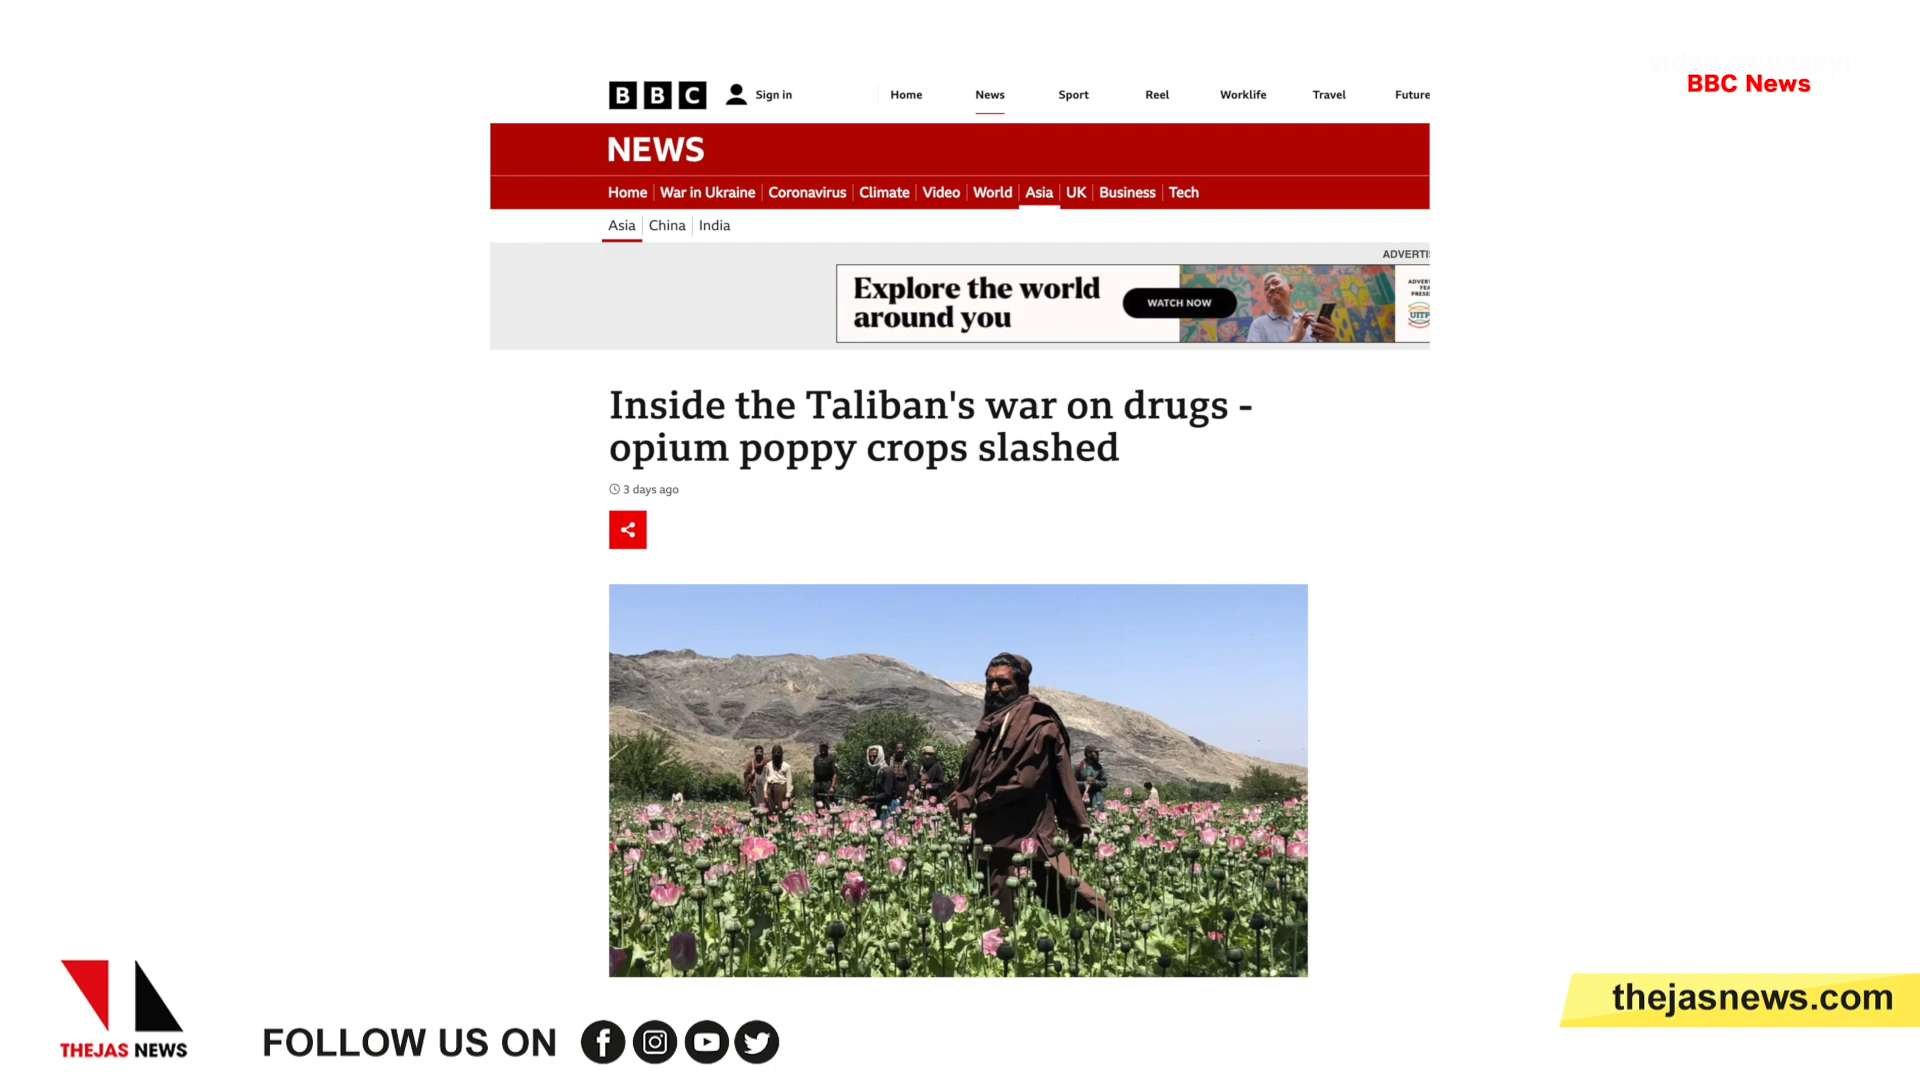 BBC News
BBC
Sign in
Home
News
Sport
Reel
Worklife
Travel
Future
NEWS
Home
War in Ukraine
Coronavirus
Climate
Video
World
Asia
UK
Business
Tech
Asia
China
India
Explore the world
around you
WATCH NOW
UITP
Inside the Taliban's war on drugs -
opium poppy crops slashed
3 days ago
THEJAS NEWS
FOLLOW US ON
thejasnews.com